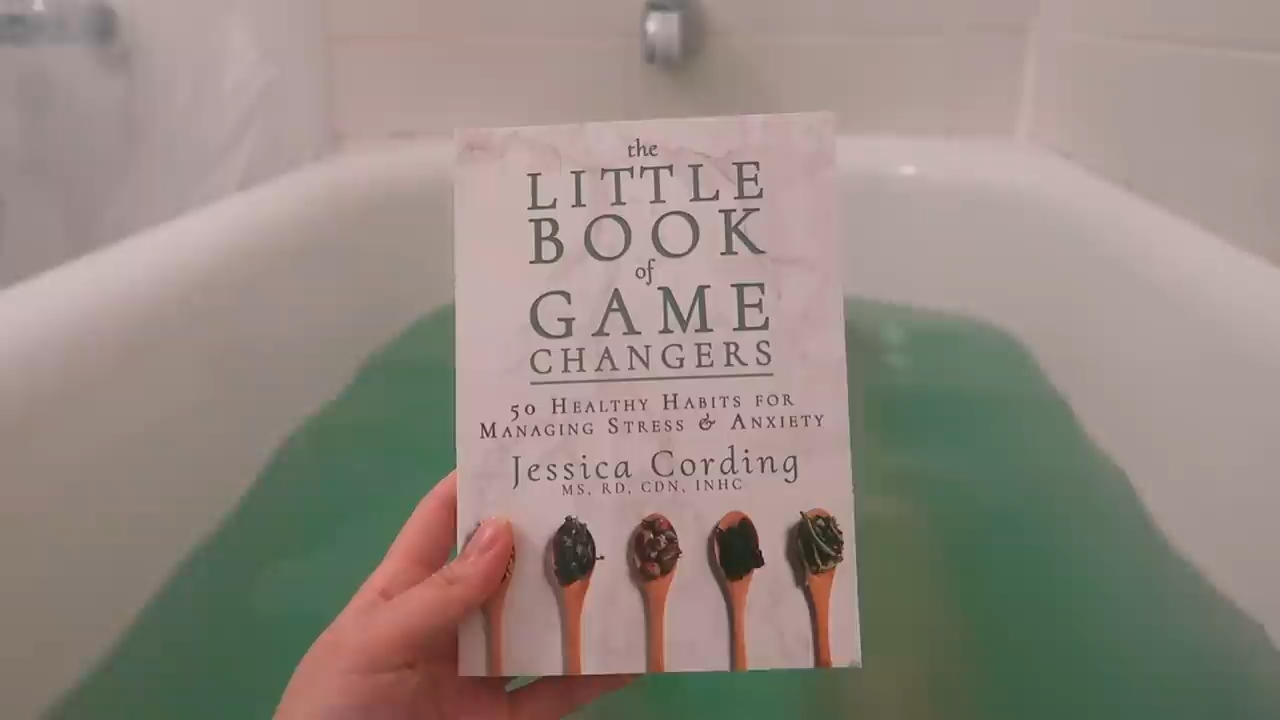 the
LITTLE
BOOK
of
GAME
CHANGERS
50 HEALTHY HABITS FOR
MANAGING STRESS & ANXIETY
Jessica Cording
MS, RD, CDN, INHC